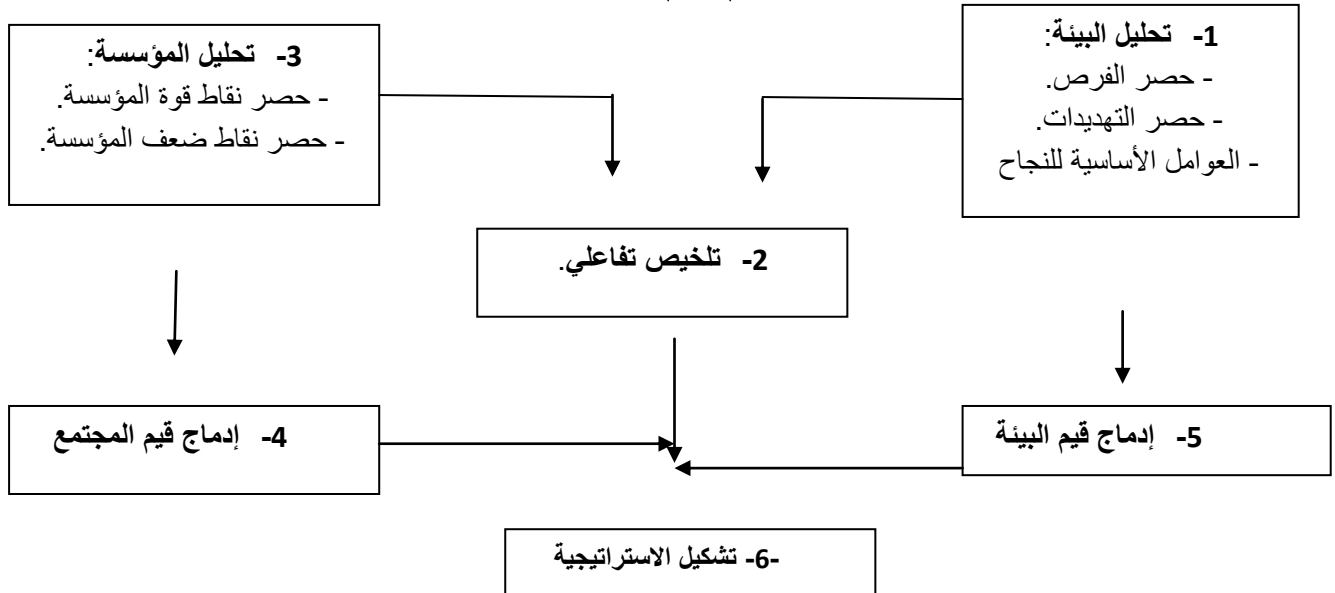 1- تحليل البيئة:
- حصر الفرص.
- حصر التهديدات.
- العوامل الأساسية للنجاح
3- تحليل المؤسسة:
- حصر نقاط قوة المؤسسة.
- حصر نقاط ضعف المؤسسة.
2- تلخيص تفاعلي.
5- إدماج قيم البيئة
4- إدماج قيم المجتمع
-6- تشكيل الاستراتيجية